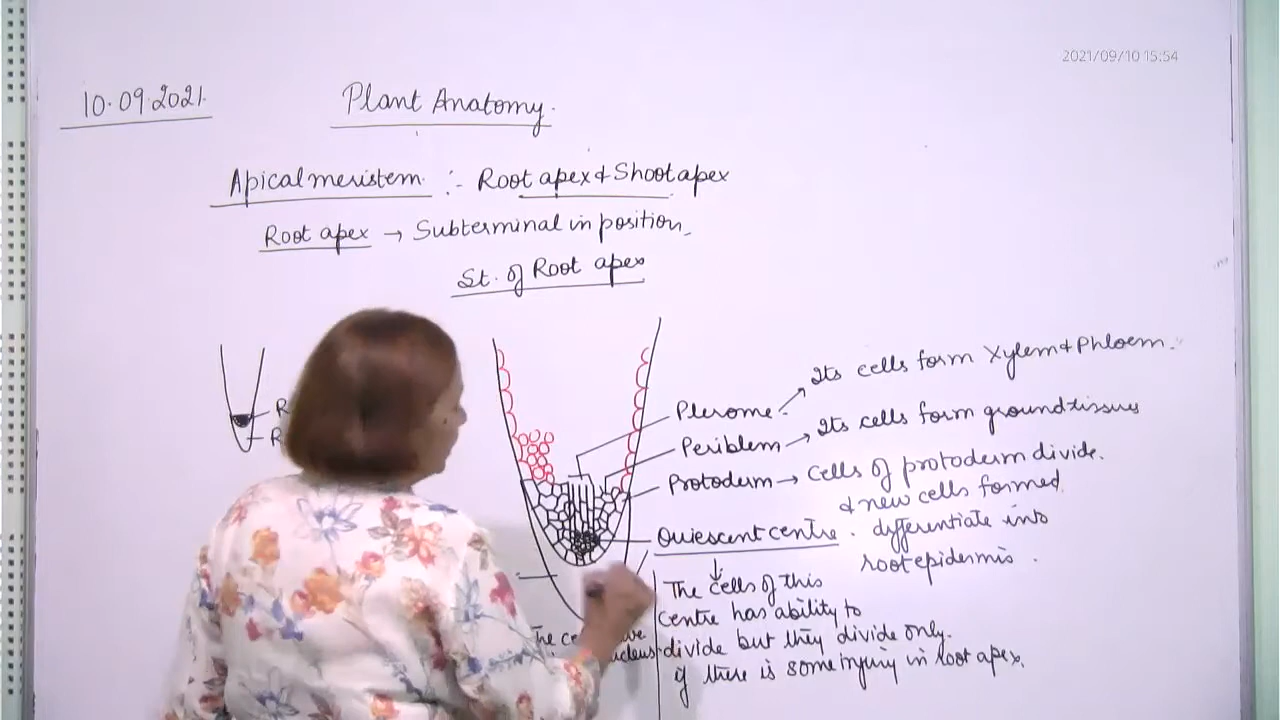 2021/09/10 15:54
10.09.2021.
Plant Anatomy.
Apical meristem :- Root apex & Shoot apex
Root apex → Subterminal in position
St. of Root apex
Plerome → Its cells form Xylem & Phloem.
Periblem → Its cells form ground tissues
Protoderm → Cells of protoderm divide.
& new cells formed
Quiescent centre . differentiate into
root epidermis .
The cells of this
centre has ability to
divide but they divide only.
if there is some injury in root apex.
R
R
The